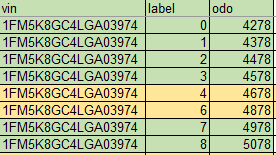 vin label odo
1FM5K8GC4LGA03974 0 4278
1FM5K8GC4LGA03974 1 4378
1FM5K8GC4LGA03974 2 4478
1FM5K8GC4LGA03974 3 4578
1FM5K8GC4LGA03974 4 4678
1FM5K8GC4LGA03974 6 4878
1FM5K8GC4LGA03974 7 4978
1FM5K8GC4LGA03974 8 5078